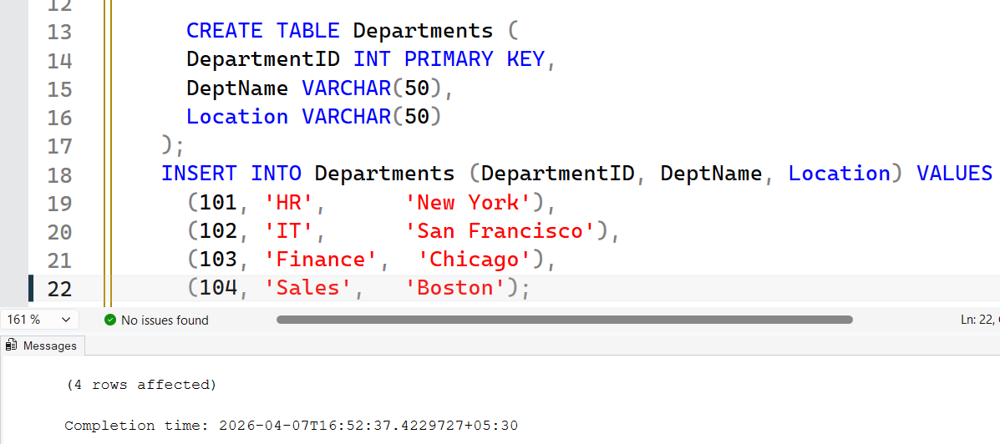 12
13 CREATE TABLE Departments (
14 DepartmentID INT PRIMARY KEY,
15 DeptName VARCHAR(50),
16 Location VARCHAR(50)
17 );
18 INSERT INTO Departments (DepartmentID, DeptName, Location) VALUES
19 (101, 'HR',      'New York'),
20 (102, 'IT',      'San Francisco'),
21 (103, 'Finance',  'Chicago'),
22 (104, 'Sales',   'Boston');
161 % No issues found Ln: 22,
Messages
(4 rows affected)
Completion time: 2026-04-07T16:52:37.4229727+05:30